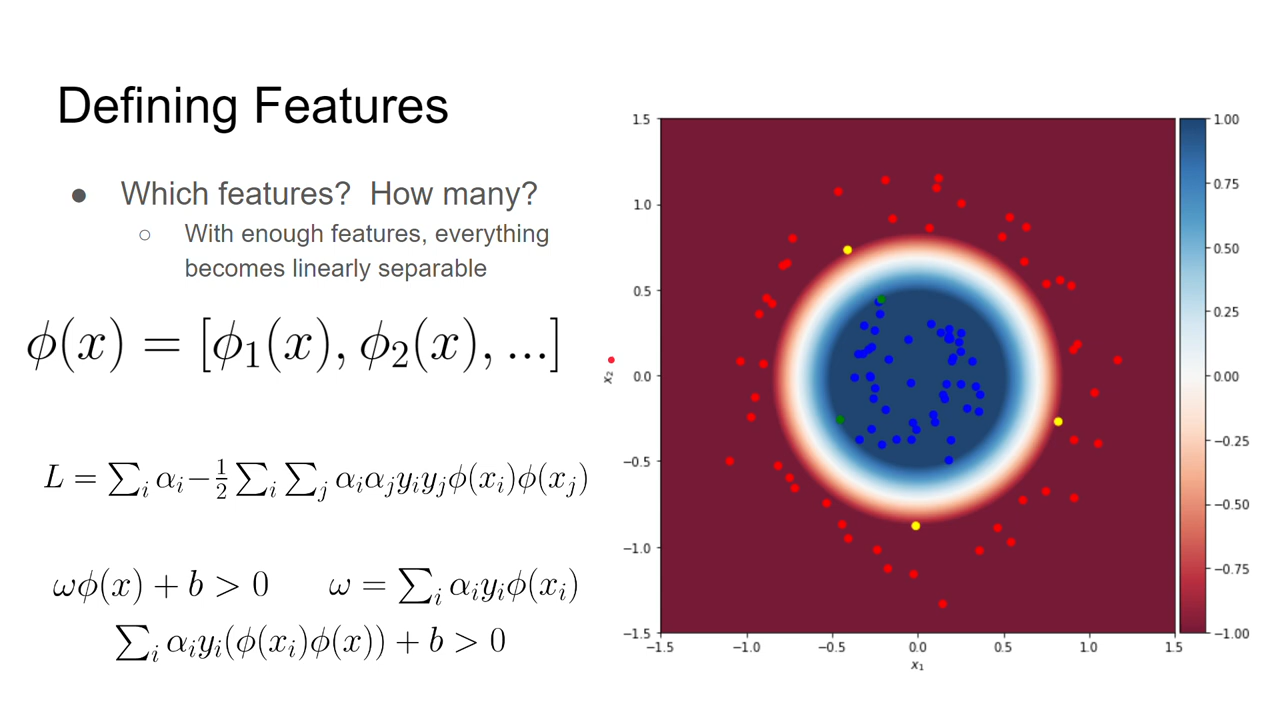 Defining Features
● Which features? How many?
○ With enough features, everything
becomes linearly separable
ϕ(x) = [ϕ₁(x), ϕ₂(x), ...]
L = ∑ᵢ αᵢ − ½ ∑ᵢ ∑ⱼ αᵢαⱼyᵢyⱼϕ(xᵢ)ϕ(xⱼ)
ωϕ(x) + b > 0 ω = ∑ᵢ αᵢyᵢϕ(xᵢ)
∑ᵢ αᵢyᵢ(ϕ(xᵢ)ϕ(x)) + b > 0
1.5
1.0
0.5
0.0
−0.5
−1.0
−1.5
x₂
−1.5 −1.0 −0.5 0.0 0.5 1.0 1.5
x₁
1.00
0.75
0.50
0.25
0.00
−0.25
−0.50
−0.75
−1.00